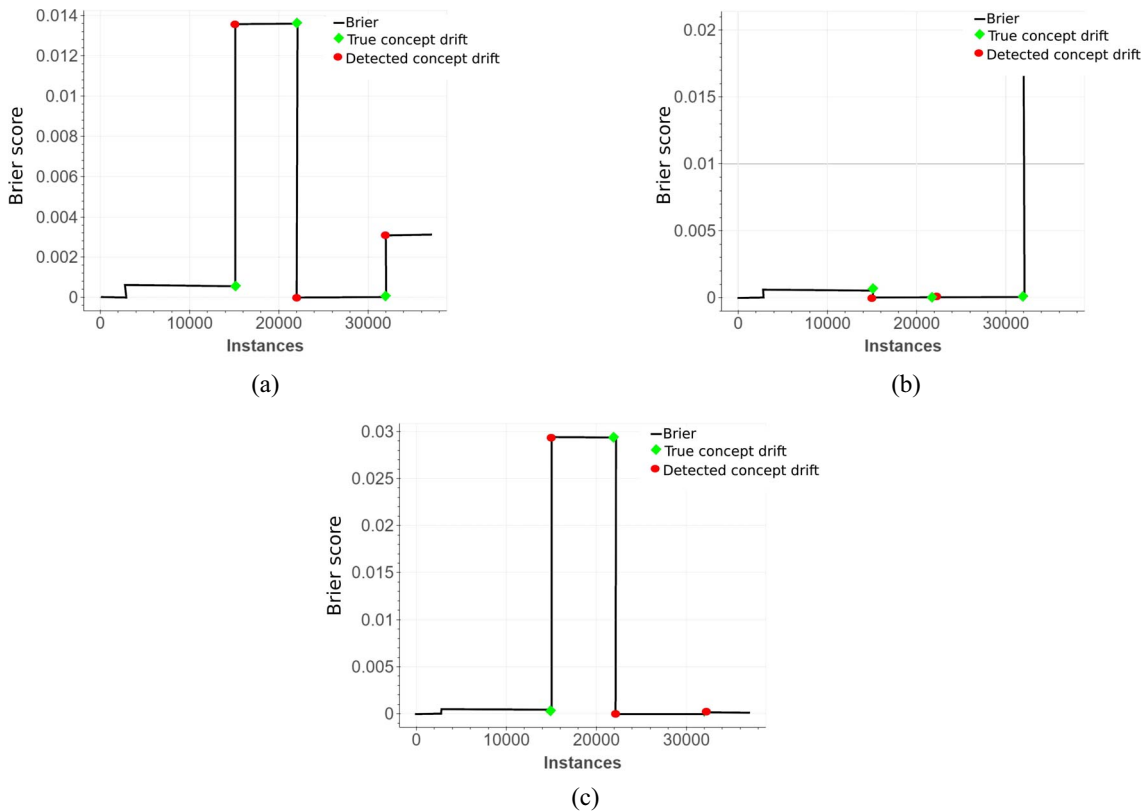 0.014
0.012
0.01
0.008
0.006
0.004
0.002
0
Brier score
0 10000 20000 30000
Instances
Brier
True concept drift
Detected concept drift
(a)
0.02
0.015
0.01
0.005
0
Brier score
0 10000 20000 30000
Instances
Brier
True concept drift
Detected concept drift
(b)
0.03
0.025
0.02
0.015
0.01
0.005
0
Brier score
0 10000 20000 30000
Instances
Brier
True concept drift
Detected concept drift
(c)